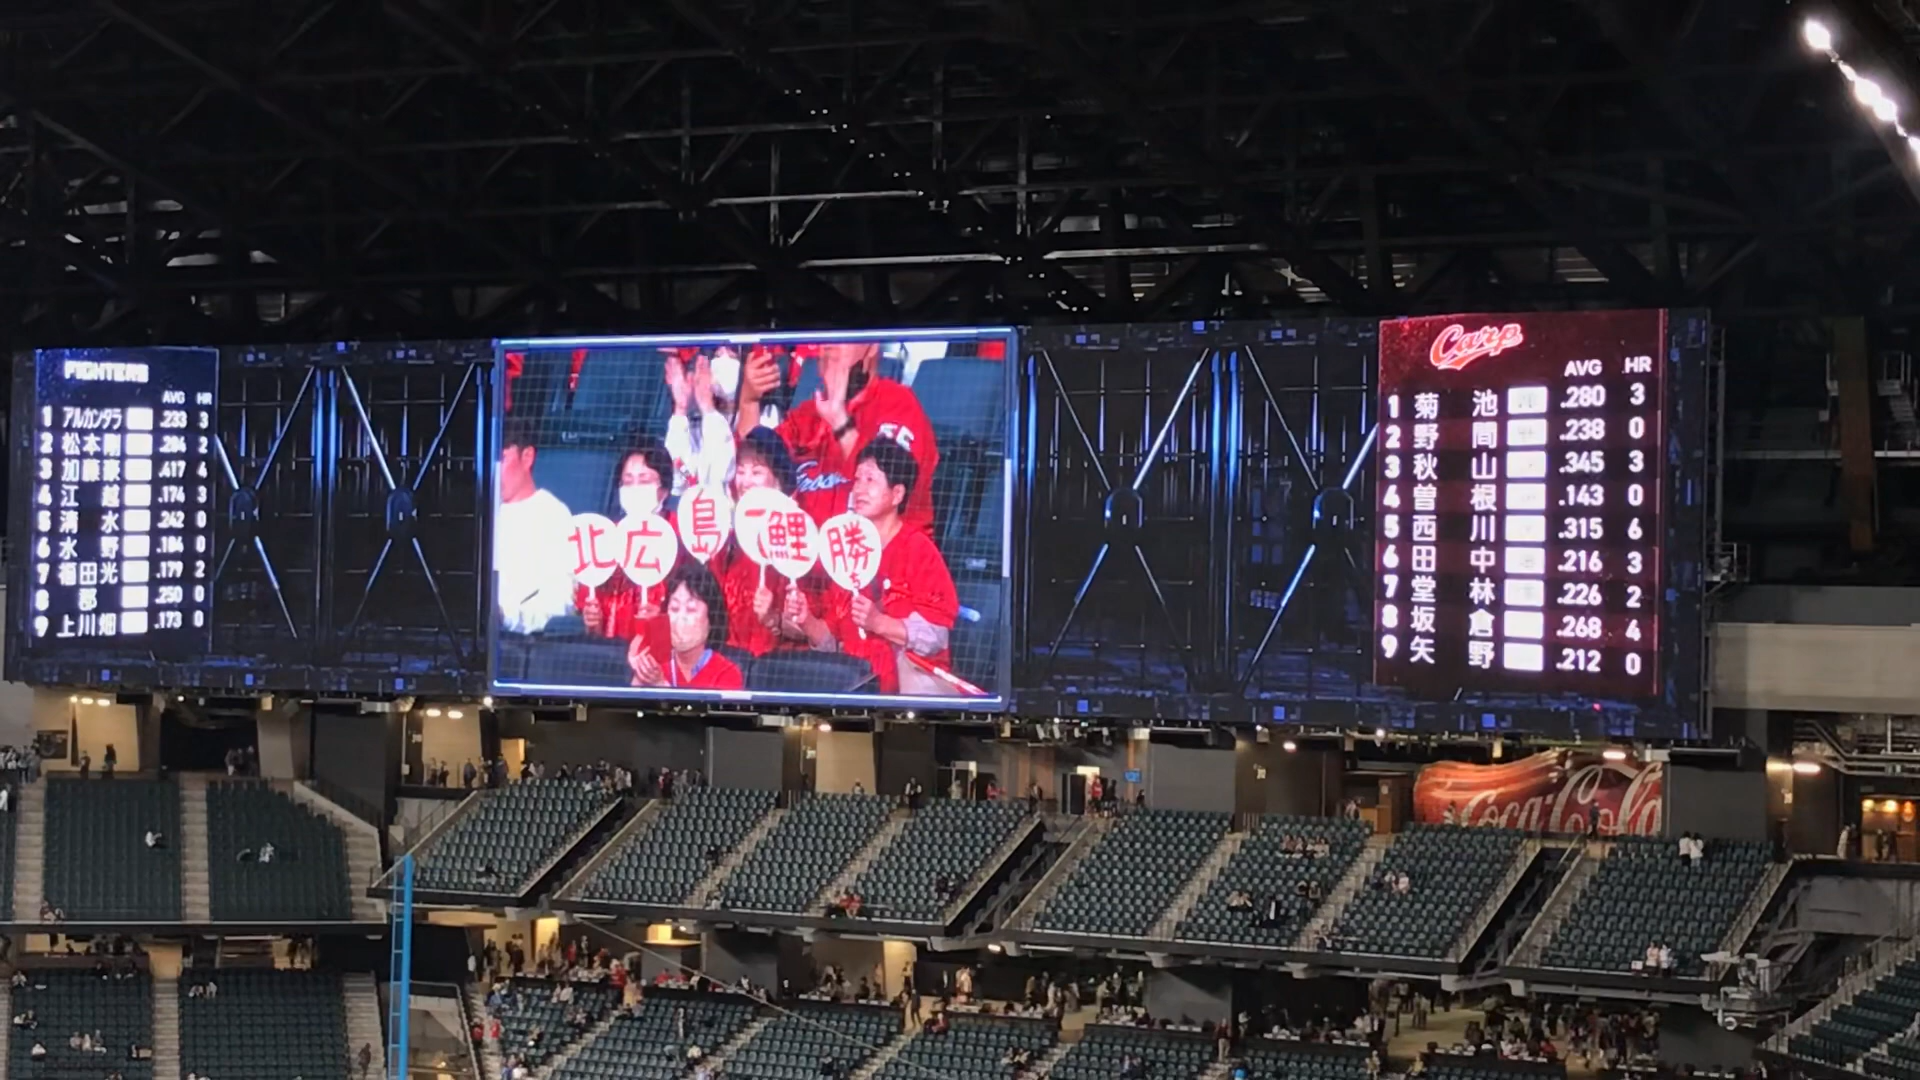 FIGHTERS
AVG HR
1 アルカンタラ .233 3
2 松本剛 .284 2
3 加藤豪 .417 4
4 江越 .174 3
5 清水 .242 0
6 水野 .184 0
7 福田光 .179 2
8 郡 .250 0
9 上川畑 .173 0
北広島
鯉勝ち
Carp
AVG HR
1 菊池 .280 3
2 野間 .238 0
3 秋山 .345 3
4 曽根 .143 0
5 西川 .315 6
6 田中 .216 3
7 堂林 .226 2
8 坂倉 .268 4
9 矢野 .212 0
Coca-Cola